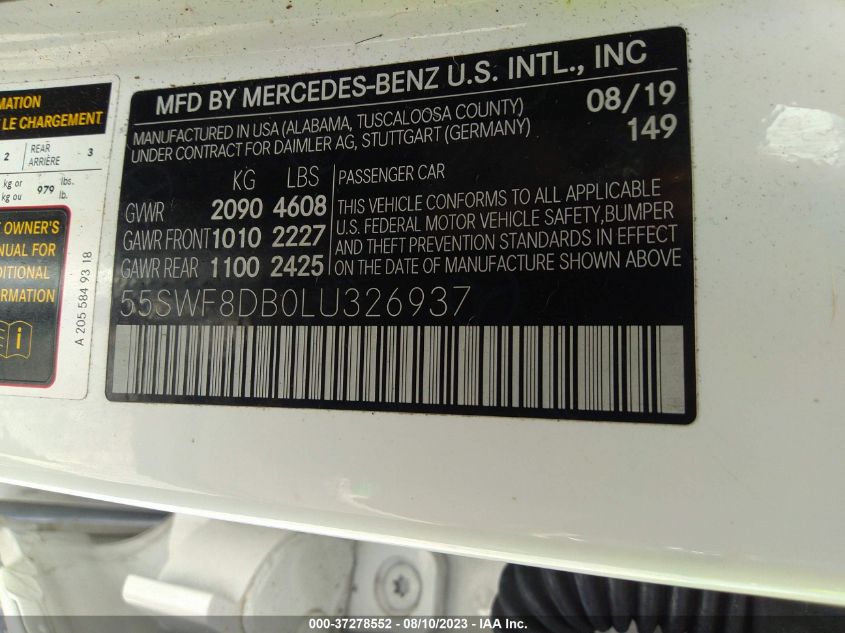 MATION
LE CHARGEMENT
2 REAR ARRIÈRE 3
kg or
kg ou 979 lbs. lb.
OWNER'S
NUAL FOR
DITIONAL
ORMATION
i
A 205 584 93 18
MFD BY MERCEDES-BENZ U.S. INTL., INC
MANUFACTURED IN USA (ALABAMA, TUSCALOOSA COUNTY) 08/19
UNDER CONTRACT FOR DAIMLER AG, STUTTGART (GERMANY) 149
KG LBS
GVWR 2090 4608
GAWR FRONT 1010 2227
GAWR REAR 1100 2425
PASSENGER CAR
THIS VEHICLE CONFORMS TO ALL APPLICABLE
U.S. FEDERAL MOTOR VEHICLE SAFETY, BUMPER
AND THEFT PREVENTION STANDARDS IN EFFECT
ON THE DATE OF MANUFACTURE SHOWN ABOVE
55SWF8DB0LU326937
000-37278552 - 08/10/2023 - IAA Inc.